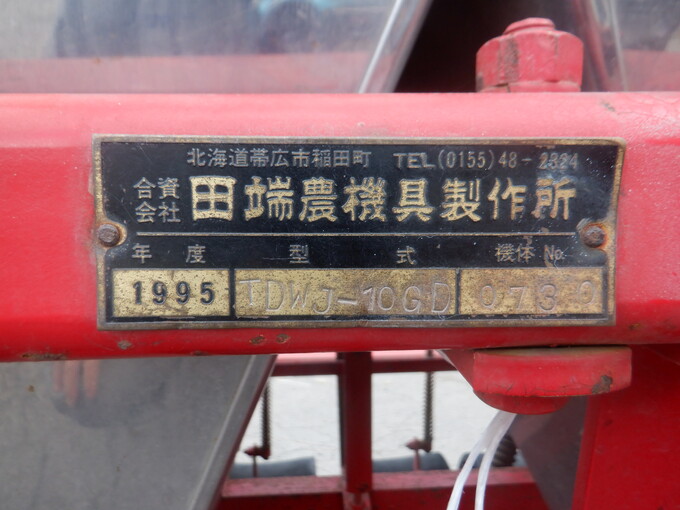 北海道帯広市稲田町 TEL(0155)48-2324
合資会社 田端農機具製作所
年度 型式 機体No.
1995 TDWJ-10GD 0730